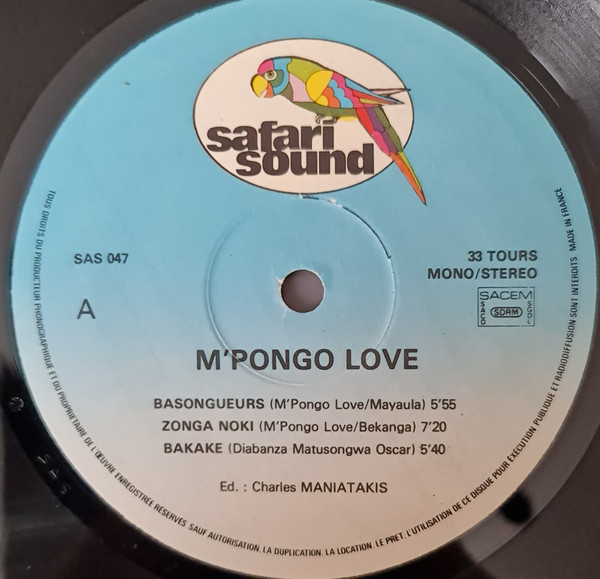 safari
sound
SAS 047
33 TOURS
MONO/STEREO
A
SACEM
SACD
SDRM
SGDL
M'PONGO LOVE
BASONGUEURS (M'Pongo Love/Mayaula) 5'55
ZONGA NOKI (M'Pongo Love/Bekanga) 7'20
BAKAKE (Diabanza Matusongwa Oscar) 5'40
Ed. : Charles MANIATAKIS
TOUS DROITS DU PRODUCTEUR PHONOGRAPHIQUE ET DU PROPRIETAIRE DE L'ŒUVRE ENREGISTREE RESERVES. SAUF AUTORISATION, LA DUPLICATION, LA LOCATION, LE PRET, L'UTILISATION DE CE DISQUE POUR EXECUTION PUBLIQUE ET RADIODIFFUSION SONT INTERDITS MADE IN FRANCE
SAS